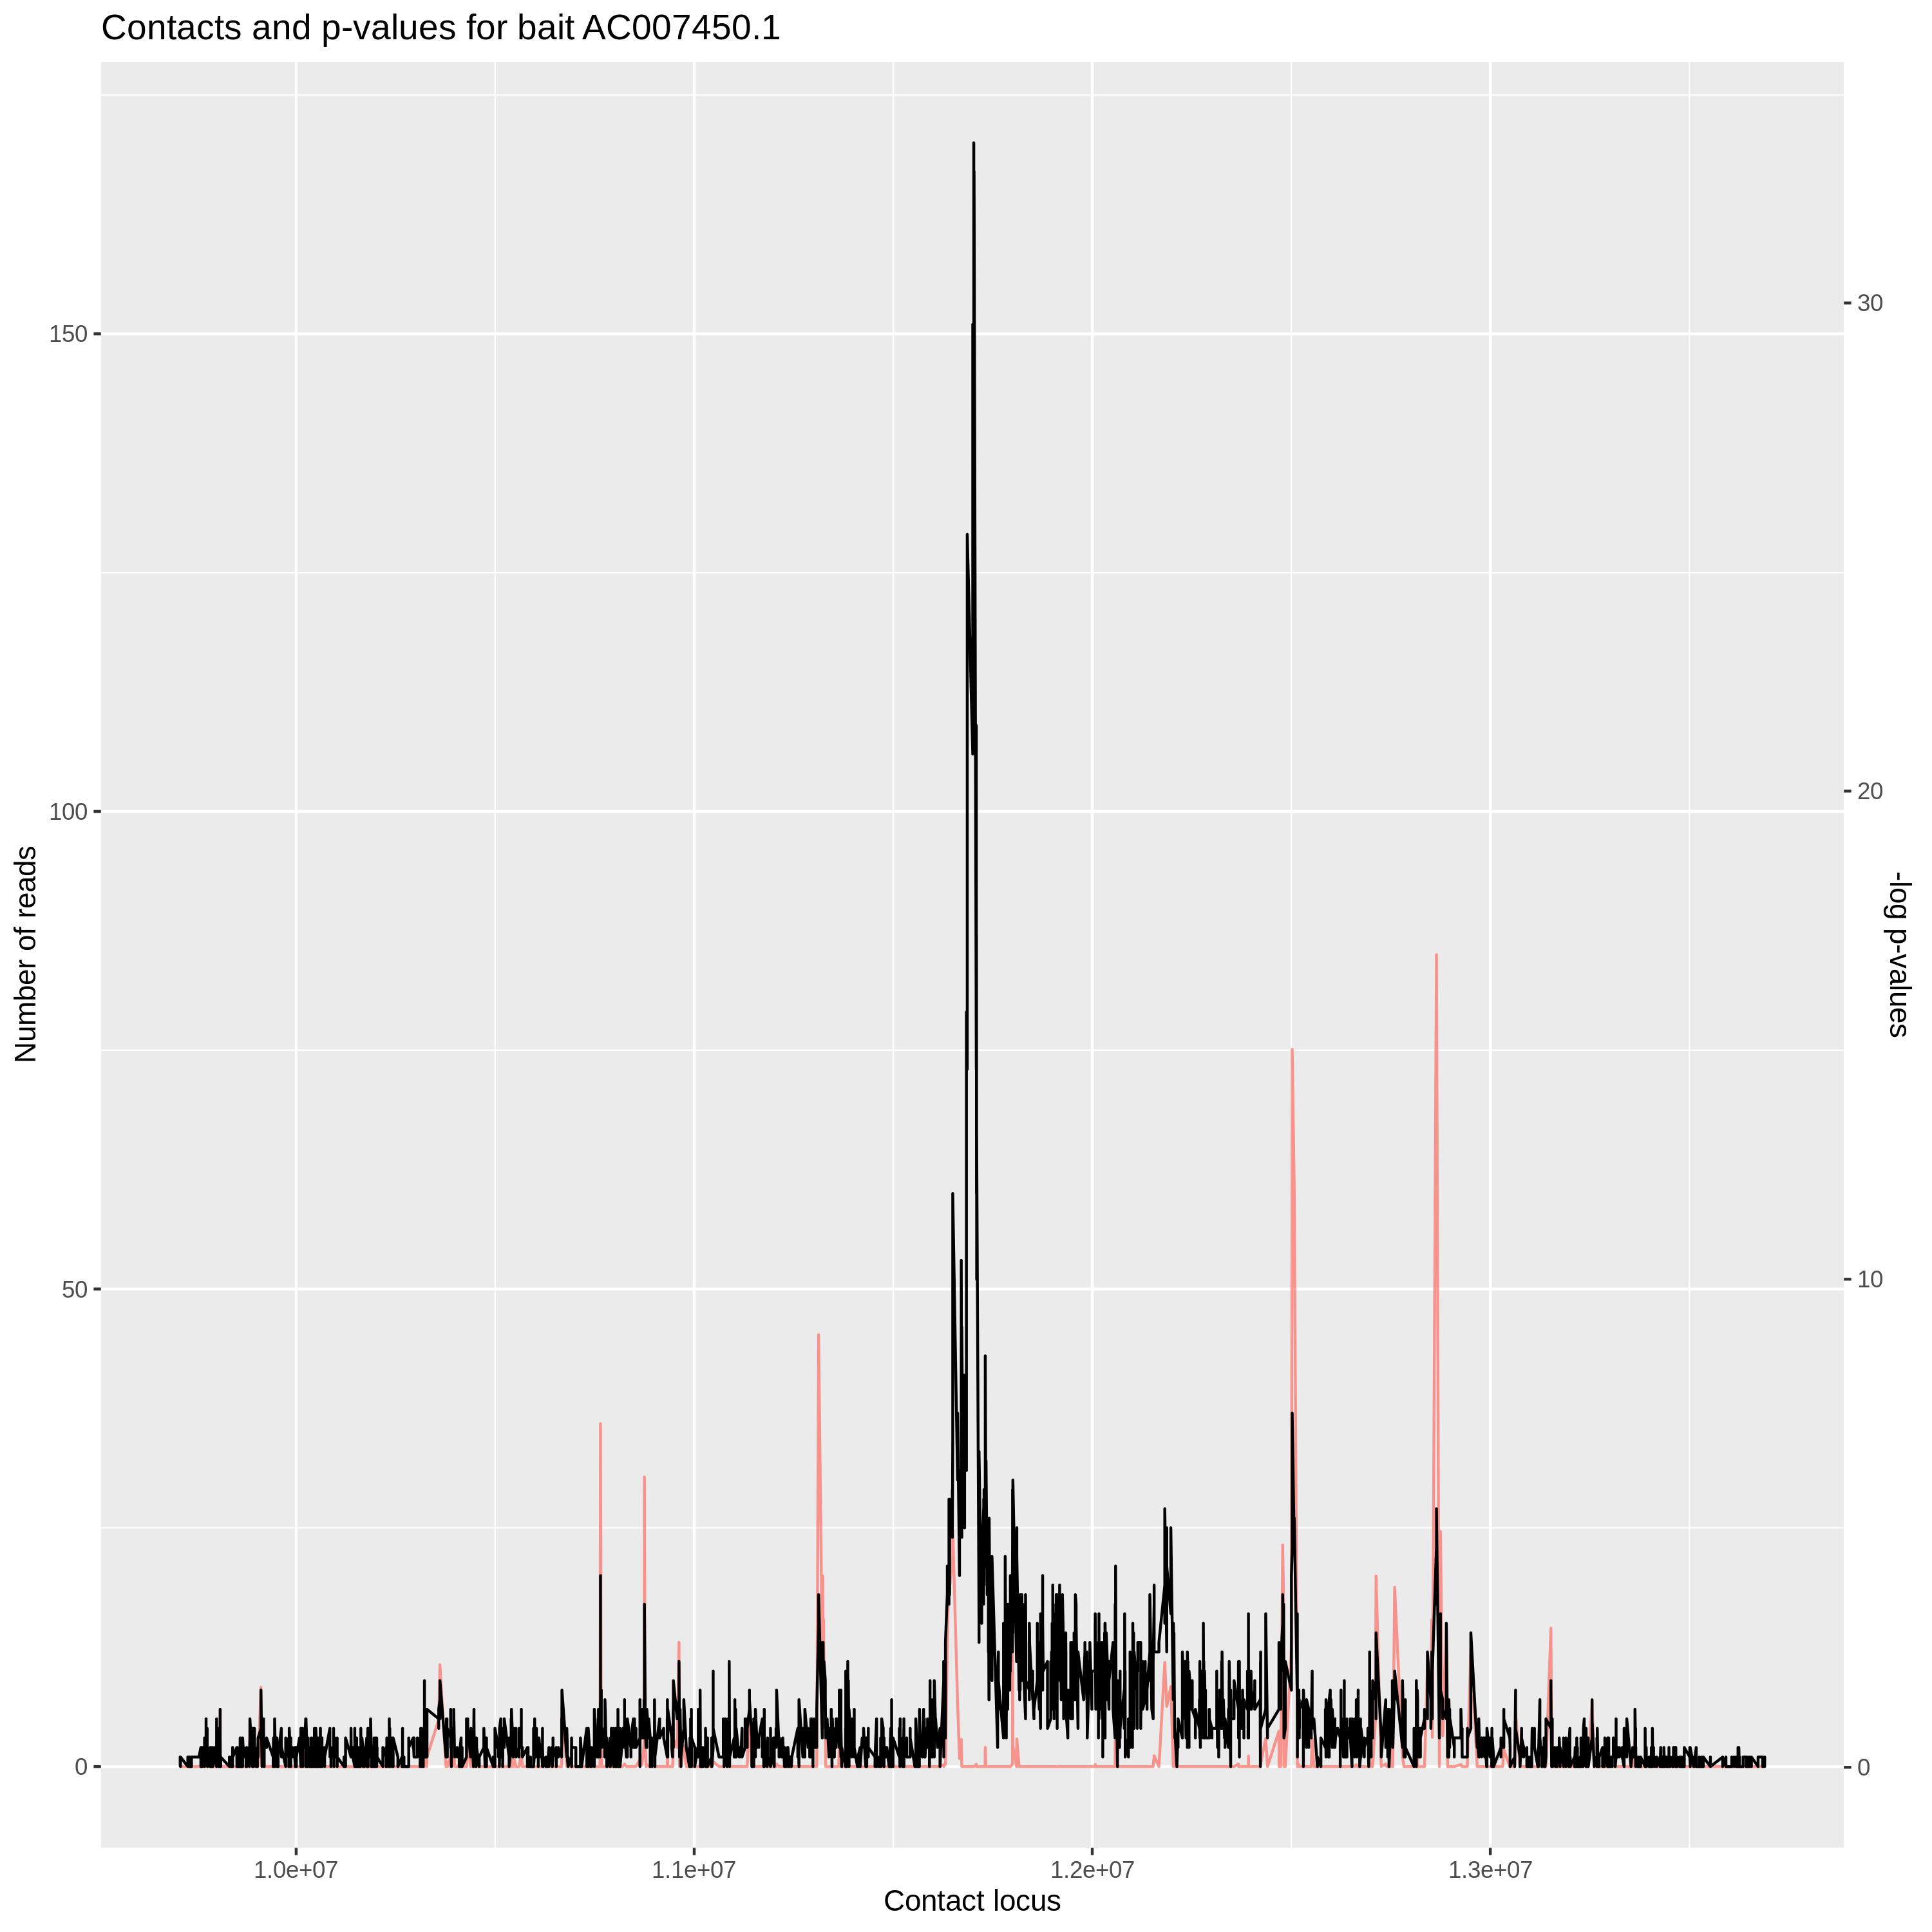 Contacts and p-values for bait AC007450.1
150
100
50
0
Number of reads
30
20
10
0
-log p-values
1.0e+07
1.1e+07
1.2e+07
1.3e+07
Contact locus